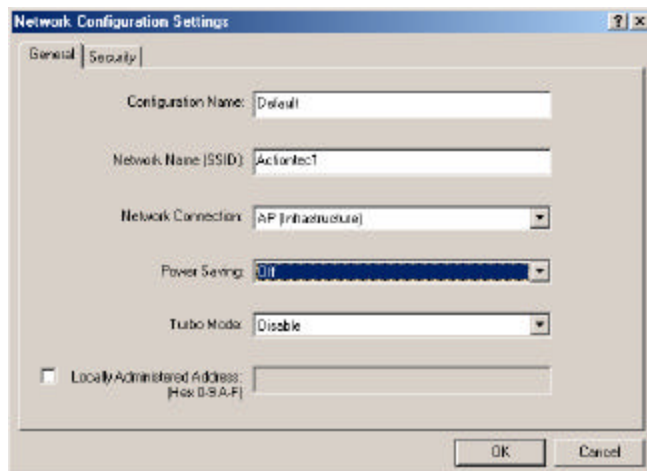 Network Configuration Settings
General
Security
Configuration Name: Default
Network Name (SSID): Actiontec1
Network Connection: AP (Infrastructure)
Power Saving: Off
Turbo Mode: Disable
Locally Administered Address:
(Hex 0-9 A-F)
OK
Cancel